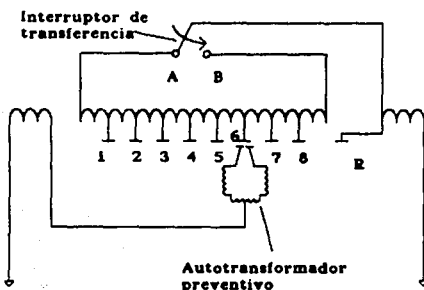 Interruptor de
transferencia
A B
6
1 2 3 4 5 7 8 R
Autotransformador
preventivo